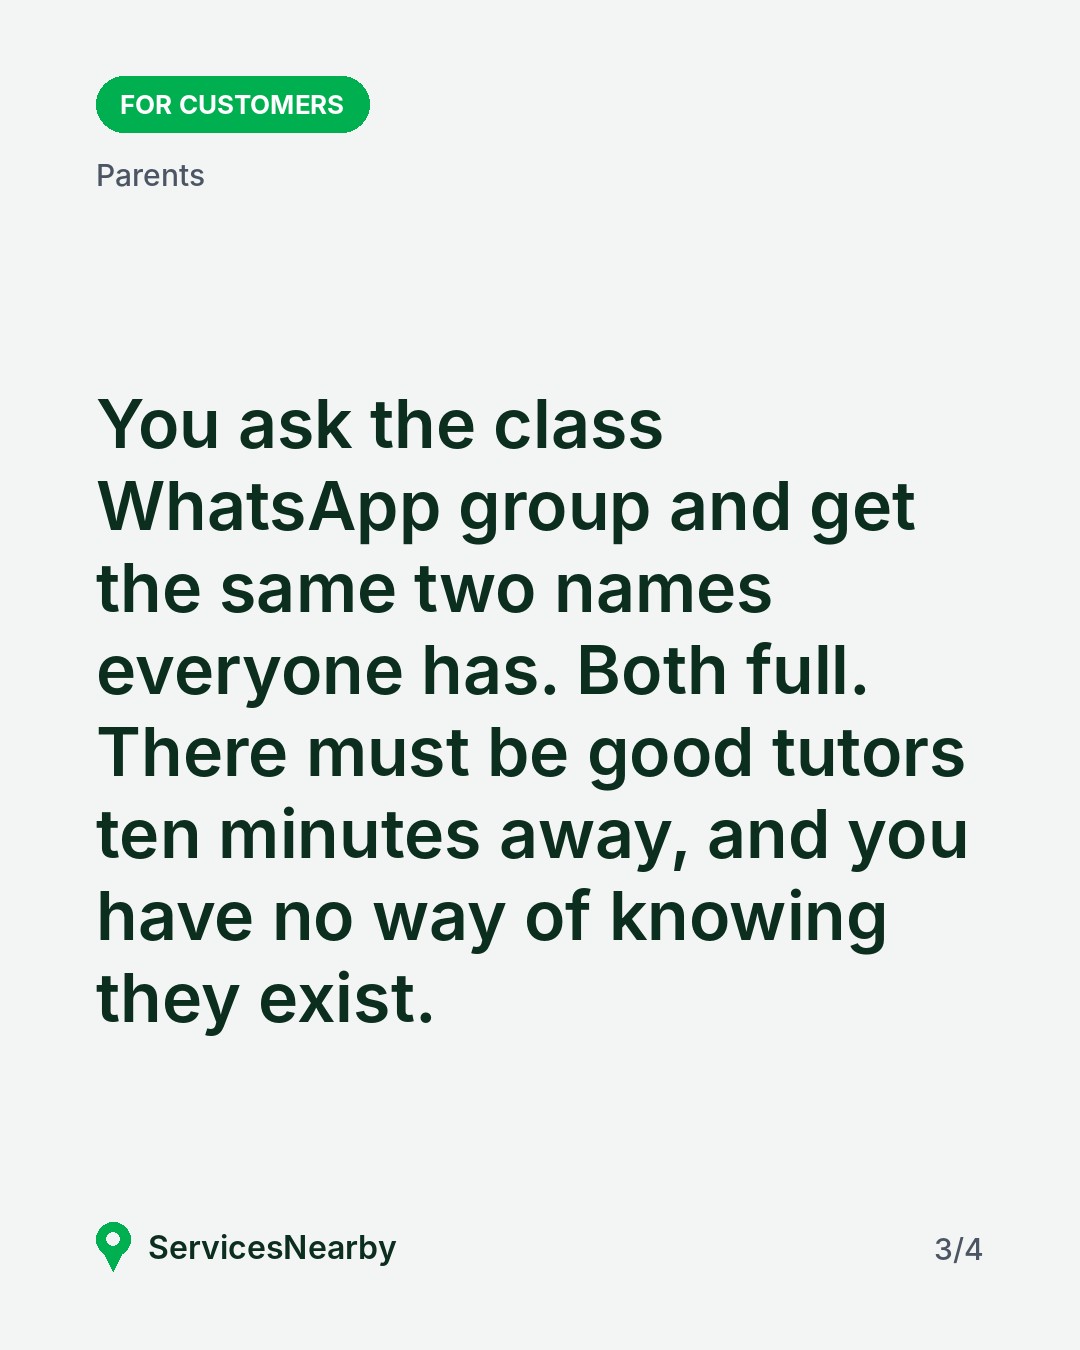 FOR CUSTOMERS
Parents
You ask the class
WhatsApp group and get
the same two names
everyone has. Both full.
There must be good tutors
ten minutes away, and you
have no way of knowing
they exist.
ServicesNearby
3/4